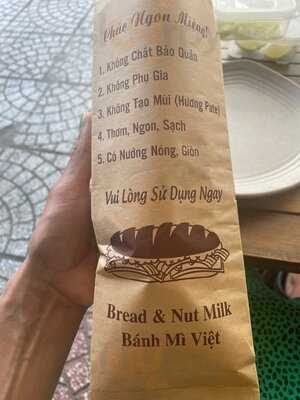 Chúc Ngon Miệng!
1. Không Chất Bảo Quản
2. Không Phụ Gia
3. Không Tạo Mùi (Hương Pate)
4. Thơm, Ngon, Sạch
5. Có Nướng Nóng, Giòn
Vui Lòng Sử Dụng Ngay
Bread & Nut Milk
Bánh Mì Việt